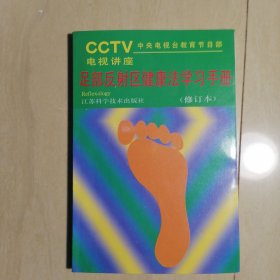 CCTV 中央电视台教育节目部
电视讲座
足部反射区健康法学习手册
Reflexology
江苏科学技术出版社 (修订本)